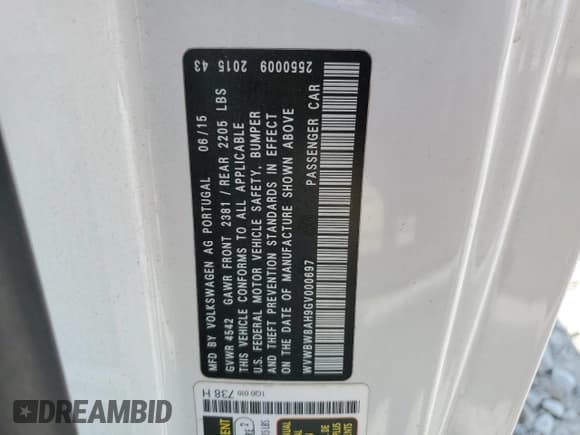 MFD BY VOLKSWAGEN AG PORTUGAL 06/15 25500009 2015 43
GVWR 4542 GAWR FRONT 2381/REAR 2205 LBS
THIS VEHICLE CONFORMS TO ALL APPLICABLE
U.S. FEDERAL MOTOR VEHICLE SAFETY, BUMPER
AND THEFT PREVENTION STANDARDS IN EFFECT
ON THE DATE OF MANUFACTURE SHOWN ABOVE
WVWBW8AH9GV000697 PASSENGER CAR
738 H
DREAMBID